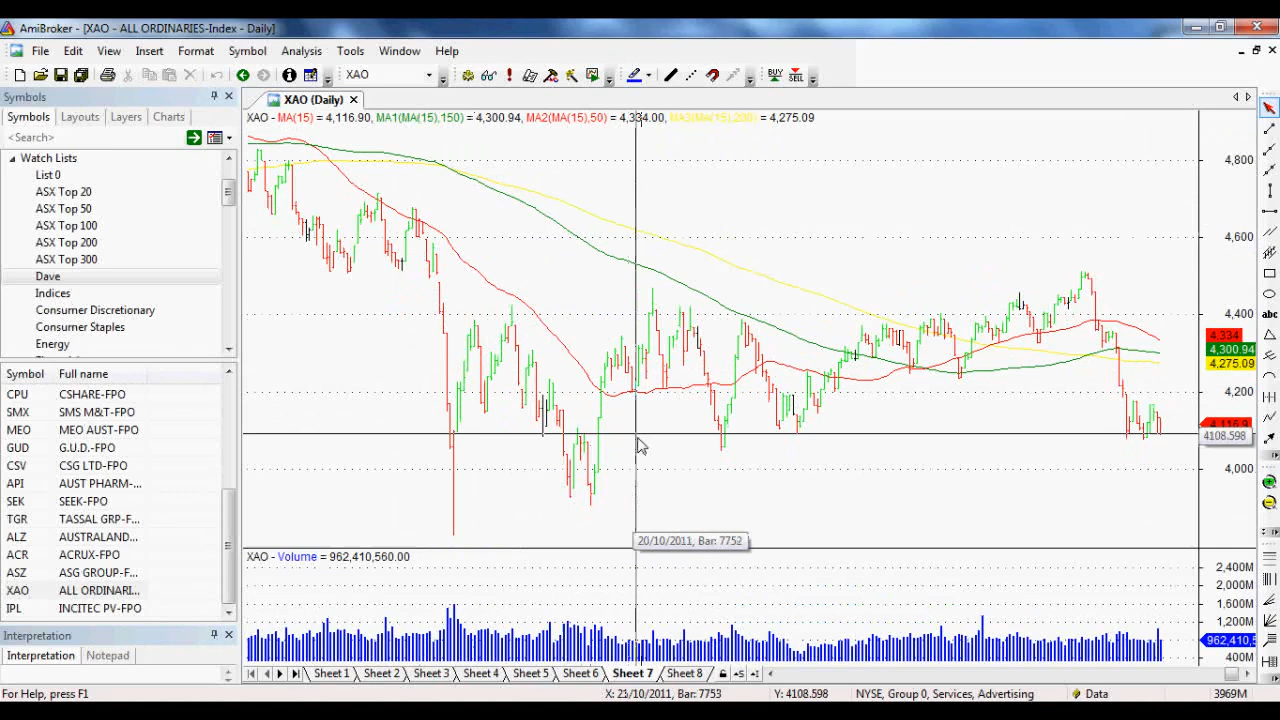 AmiBroker - [XAO - ALL ORDINARIES-Index - Daily]
File Edit View Insert Format Analysis Symbol Tools Window Help
XAO
BUY SELL
Symbols
Symbols Layouts Layers Charts
<Search>
Watch Lists
List 0
ASX Top 20
ASX Top 50
ASX Top 100
ASX Top 200
ASX Top 300
Dave
Indices
Consumer Discretionary
Consumer Staples
Energy
Symbol Full name
CPU CSHARE-FPO
SMX SMS M&T-FPO
MEO MEO AUST-FPO
GUD G.U.D.-FPO
CSV CSG LTD-FPO
API AUST PHARM-...
SEK SEEK-FPO
TGR TASSAL GRP-F...
ALZ AUSTRALAND...
ACR ACRUX-FPO
ASZ ASG GROUP-F...
XAO ALL ORDINARI...
IPL INCITEC PV-FPO
Interpretation
Interpretation Notepad
XAO (Daily)
XAO - MA(15) = 4,116.90, MA1(MA(15),150) = 4,300.94, MA2(MA(15),50) = 4,334.00, MA3(MA(15),200) = 4,275.09
4,800
4,600
4,400
4,334
4,300.94
4,275.09
4,200
4,116.9
4108.598
4,000
20/10/2011, Bar: 7752
XAO - Volume = 962,410,560.00
2,400M
2,000M
1,600M
1,200M
962,410,5
400M
abc
Sheet 1 Sheet 2 Sheet 3 Sheet 4 Sheet 5 Sheet 6 Sheet 7 Sheet 8
For Help, press F1
Bar: 7753 Y: 4108.598 NYSE, Group 0, Services, Advertising Data 3969M